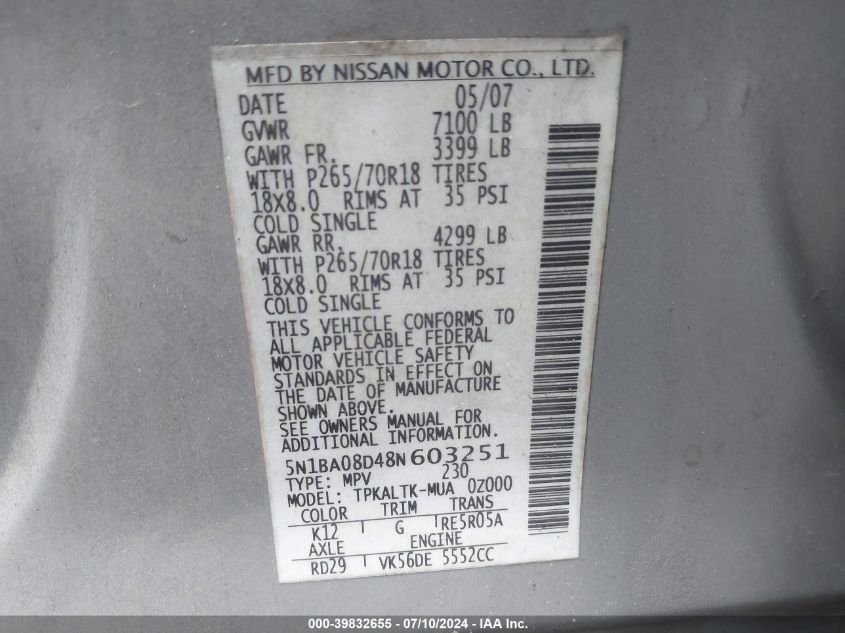 MFD BY NISSAN MOTOR CO., LTD.
DATE 05/07
GVWR 7100 LB
GAWR FR. 3399 LB
WITH P265/70R18 TIRES
18X8.0 RIMS AT 35 PSI
COLD SINGLE
GAWR RR. 4299 LB
WITH P265/70R18 TIRES
18X8.0 RIMS AT 35 PSI
COLD SINGLE
THIS VEHICLE CONFORMS TO
ALL APPLICABLE FEDERAL
MOTOR VEHICLE SAFETY
STANDARDS IN EFFECT ON
THE DATE OF MANUFACTURE
SHOWN ABOVE.
SEE OWNERS MANUAL FOR
ADDITIONAL INFORMATION.
5N1BA08D48N603251
TYPE: MPV 230
MODEL: TPKALTK-MUA 0Z000
COLOR TRIM TRANS
K12 G RE5R05A
AXLE ENGINE
RD29 VK56DE 5552CC
000-39832655 - 07/10/2024 - IAA Inc.